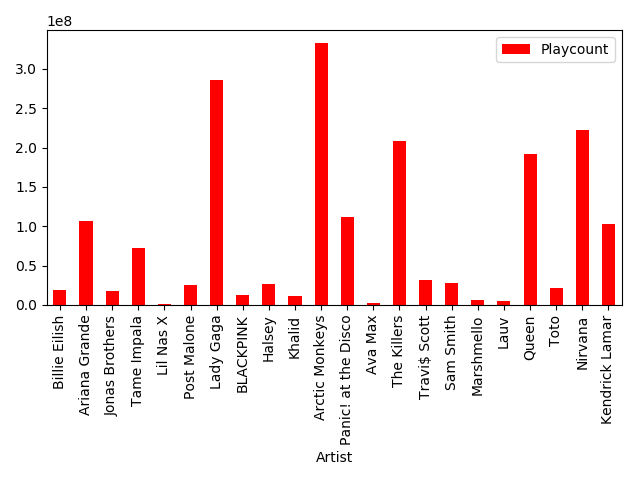 1e8
Playcount
3.0
2.5
2.0
1.5
1.0
0.5
0.0
Billie Eilish
Ariana Grande
Jonas Brothers
Tame Impala
Lil Nas X
Post Malone
Lady Gaga
BLACKPINK
Halsey
Khalid
Arctic Monkeys
Panic! at the Disco
Ava Max
The Killers
Travi$ Scott
Sam Smith
Marshmello
Lauv
Queen
Toto
Nirvana
Kendrick Lamar
Artist